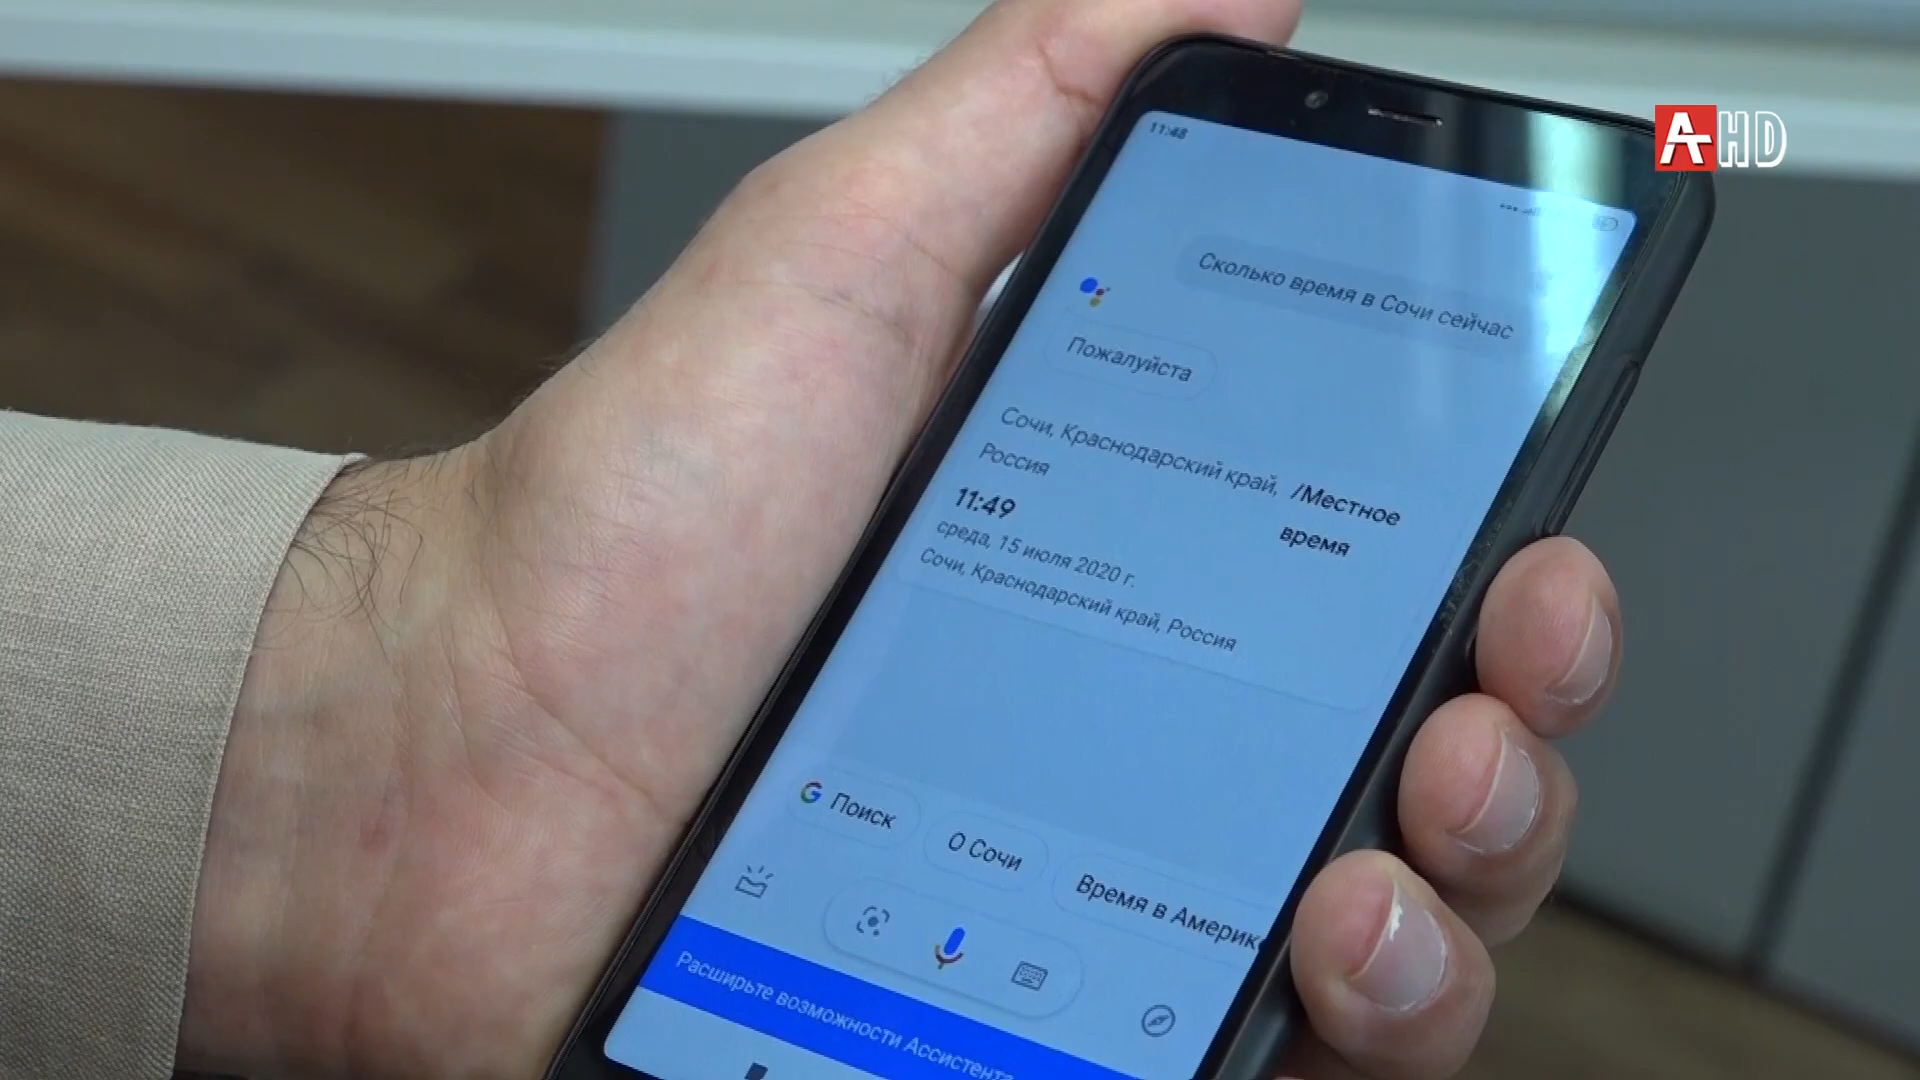 AHD
11:48
Сколько время в Сочи сейчас
Пожалуйста
Сочи, Краснодарский край,
Россия
/Местное
время
11:49
среда, 15 июля 2020 г.
Сочи, Краснодарский край, Россия
G Поиск
О Сочи
Время в Америк
Расширьте возможности Ассистента